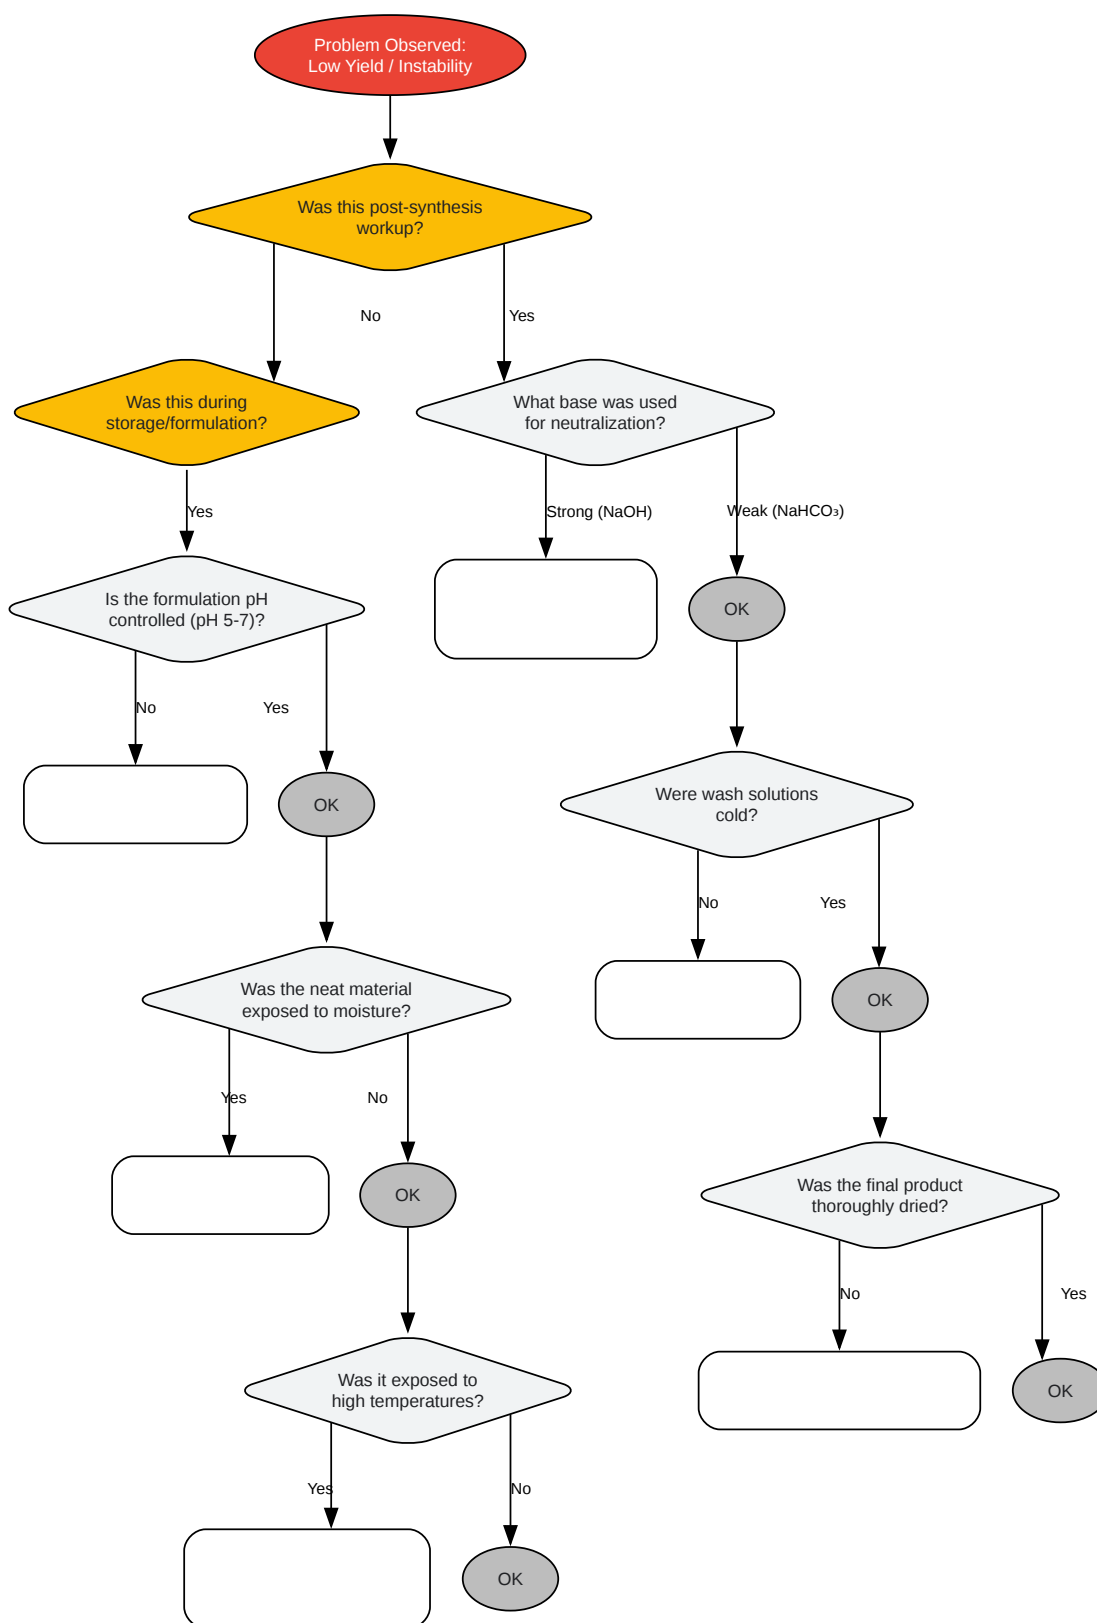 Problem Observed:
Low Yield / Instability
Was this post-synthesis
workup?
No
Yes
Was this during
storage/formulation?
What base was used
for neutralization?
Yes
Strong (NaOH)
Weak (NaHCO₃)
Is the formulation pH
controlled (pH 5-7)?
OK
No
Yes
OK
Were wash solutions
cold?
No
Yes
Was the neat material
exposed to moisture?
OK
Yes
No
OK
Was the final product
thoroughly dried?
No
Yes
Was it exposed to
high temperatures?
OK
Yes
No
OK